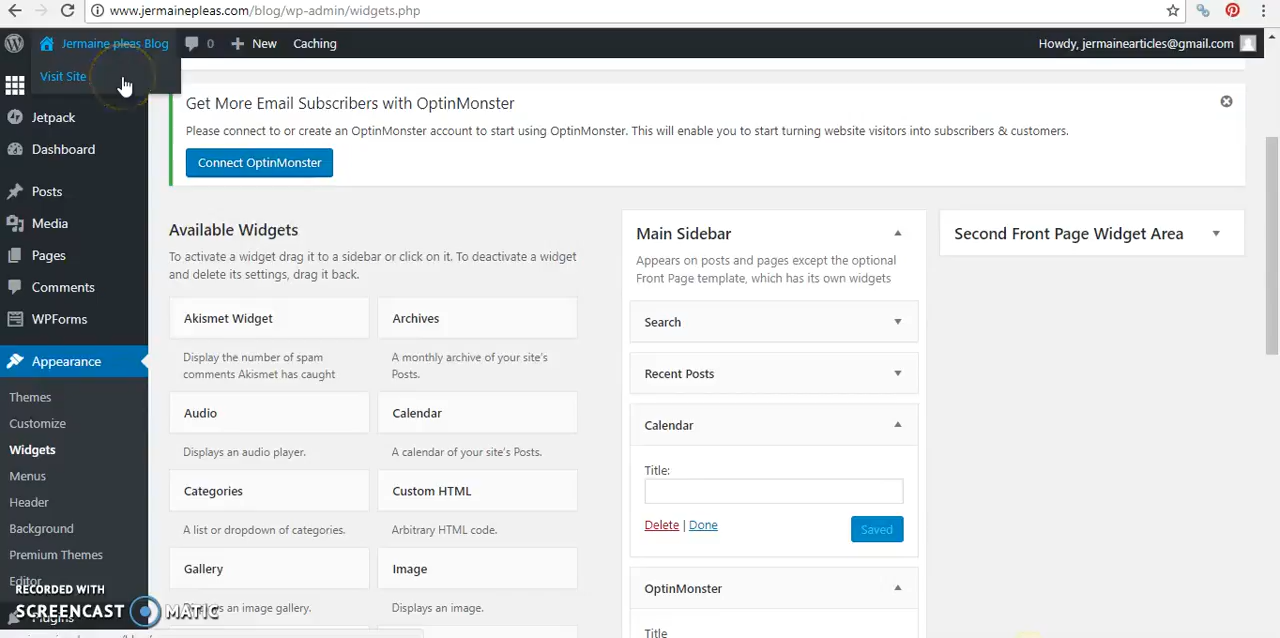 www.jermainepleas.com/blog/wp-admin/widgets.php
Jermaine pleas Blog
0
New
Caching
Howdy, jermainearticles@gmail.com
Visit Site
Jetpack
Dashboard
Posts
Media
Pages
Comments
WPForms
Appearance
Themes
Customize
Widgets
Menus
Header
Background
Premium Themes
Editor
Plugins
RECORDED WITH
SCREENCAST MATIC
Get More Email Subscribers with OptinMonster
Please connect to or create an OptinMonster account to start using OptinMonster. This will enable you to start turning website visitors into subscribers & customers.
Connect OptinMonster
Available Widgets
To activate a widget drag it to a sidebar or click on it. To deactivate a widget
and delete its settings, drag it back.
Akismet Widget
Archives
Display the number of spam
comments Akismet has caught
A monthly archive of your site's
Posts.
Audio
Calendar
Displays an audio player.
A calendar of your site's Posts.
Categories
Custom HTML
A list or dropdown of categories.
Arbitrary HTML code.
Gallery
Image
an image gallery.
Displays an image.
Main Sidebar
Appears on posts and pages except the optional
Front Page template, which has its own widgets
Search
Recent Posts
Calendar
Title:
Delete | Done
Saved
OptinMonster
Title
Second Front Page Widget Area